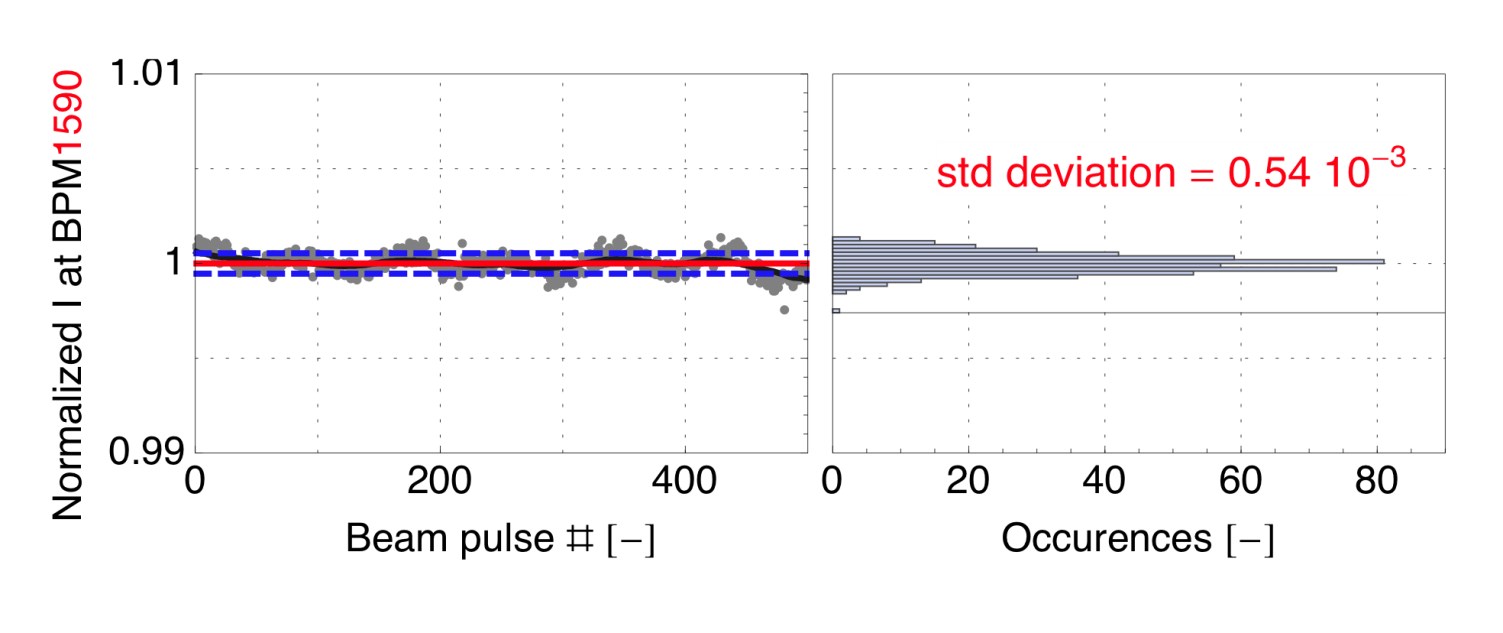 Normalized I at BPM1590
1.01
1
0.99
0
200
400
Beam pulse # [−]
std deviation = 0.54 10⁻³
0
20
40
60
80
Occurences [−]